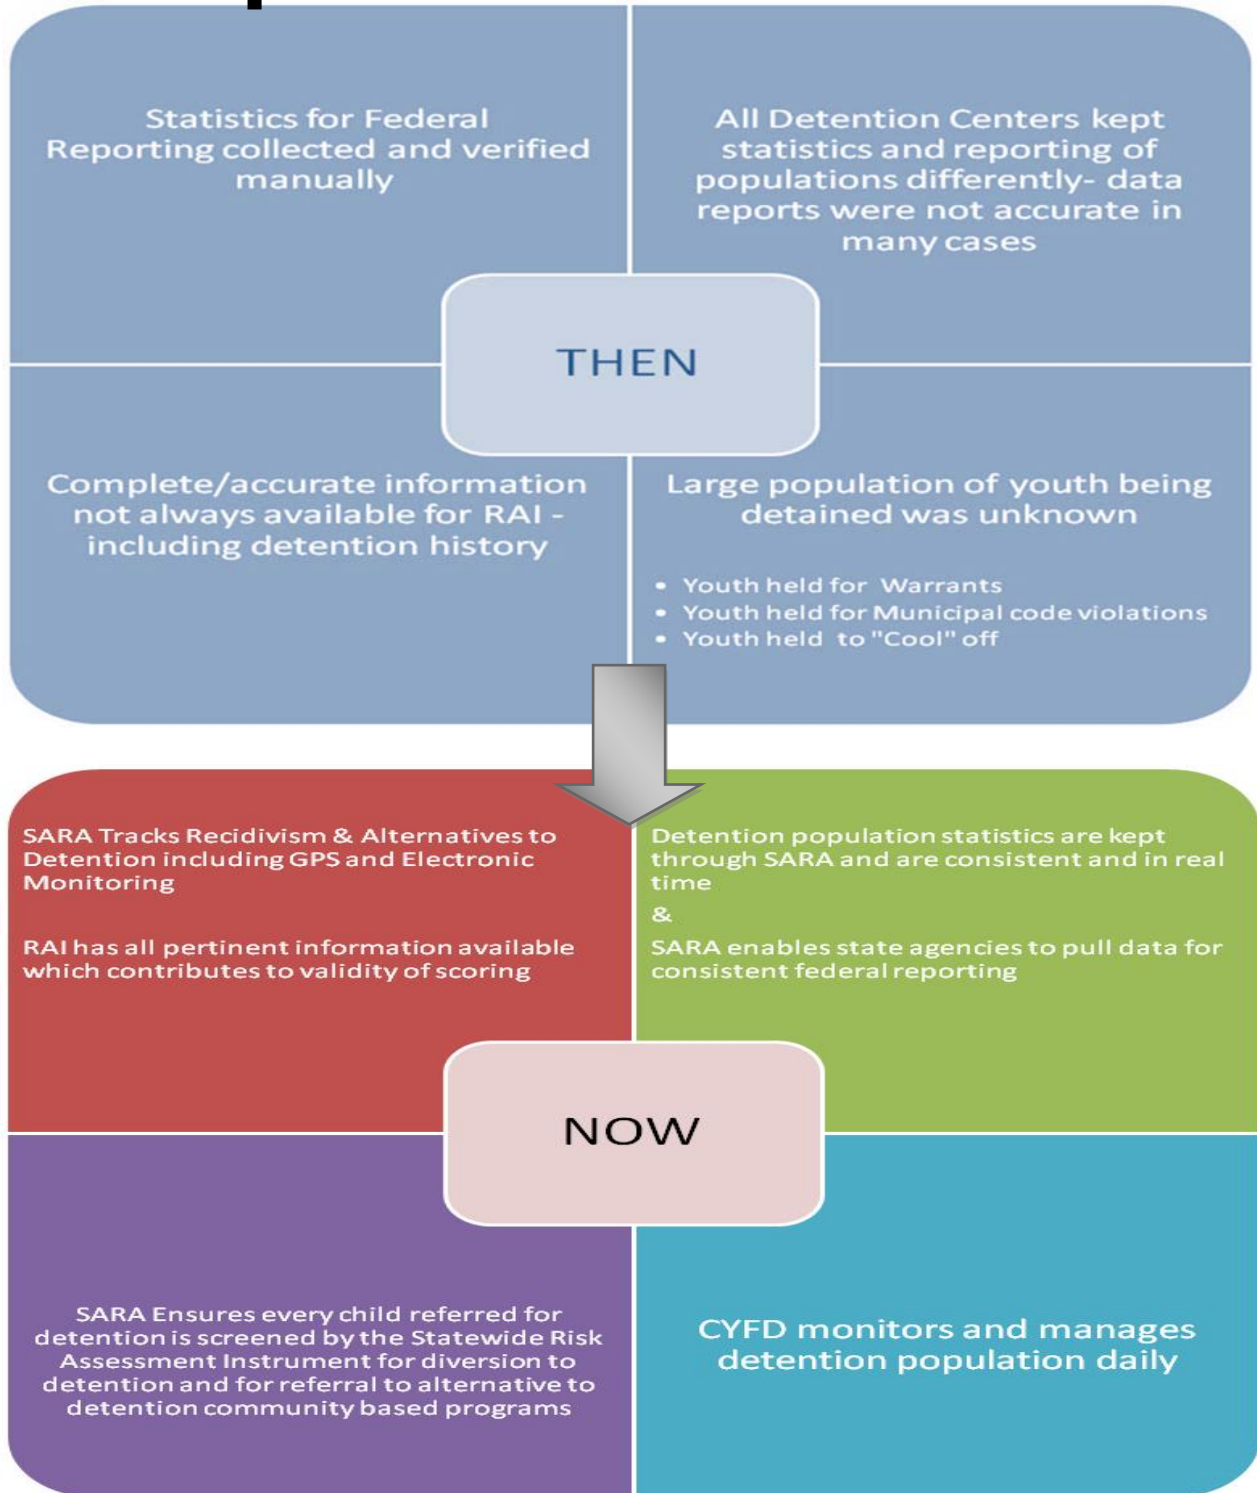 Statistics for Federal
Reporting collected and verified
manually
All Detention Centers kept
statistics and reporting of
populations differently- data
reports were not accurate in
many cases
THEN
Complete/accurate information
not always available for RAI -
including detention history
Large population of youth being
detained was unknown
• Youth held for Warrants
• Youth held for Municipal code violations
• Youth held to "Cool" off
SARA Tracks Recidivism & Alternatives to
Detention including GPS and Electronic
Monitoring
RAI has all pertinent information available
which contributes to validity of scoring
Detention population statistics are kept
through SARA and are consistent and in real
time
&
SARA enables state agencies to pull data for
consistent federal reporting
NOW
SARA Ensures every child referred for
detention is screened by the Statewide Risk
Assessment Instrument for diversion to
detention and for referral to alternative to
detention community based programs
CYFD monitors and manages
detention population daily